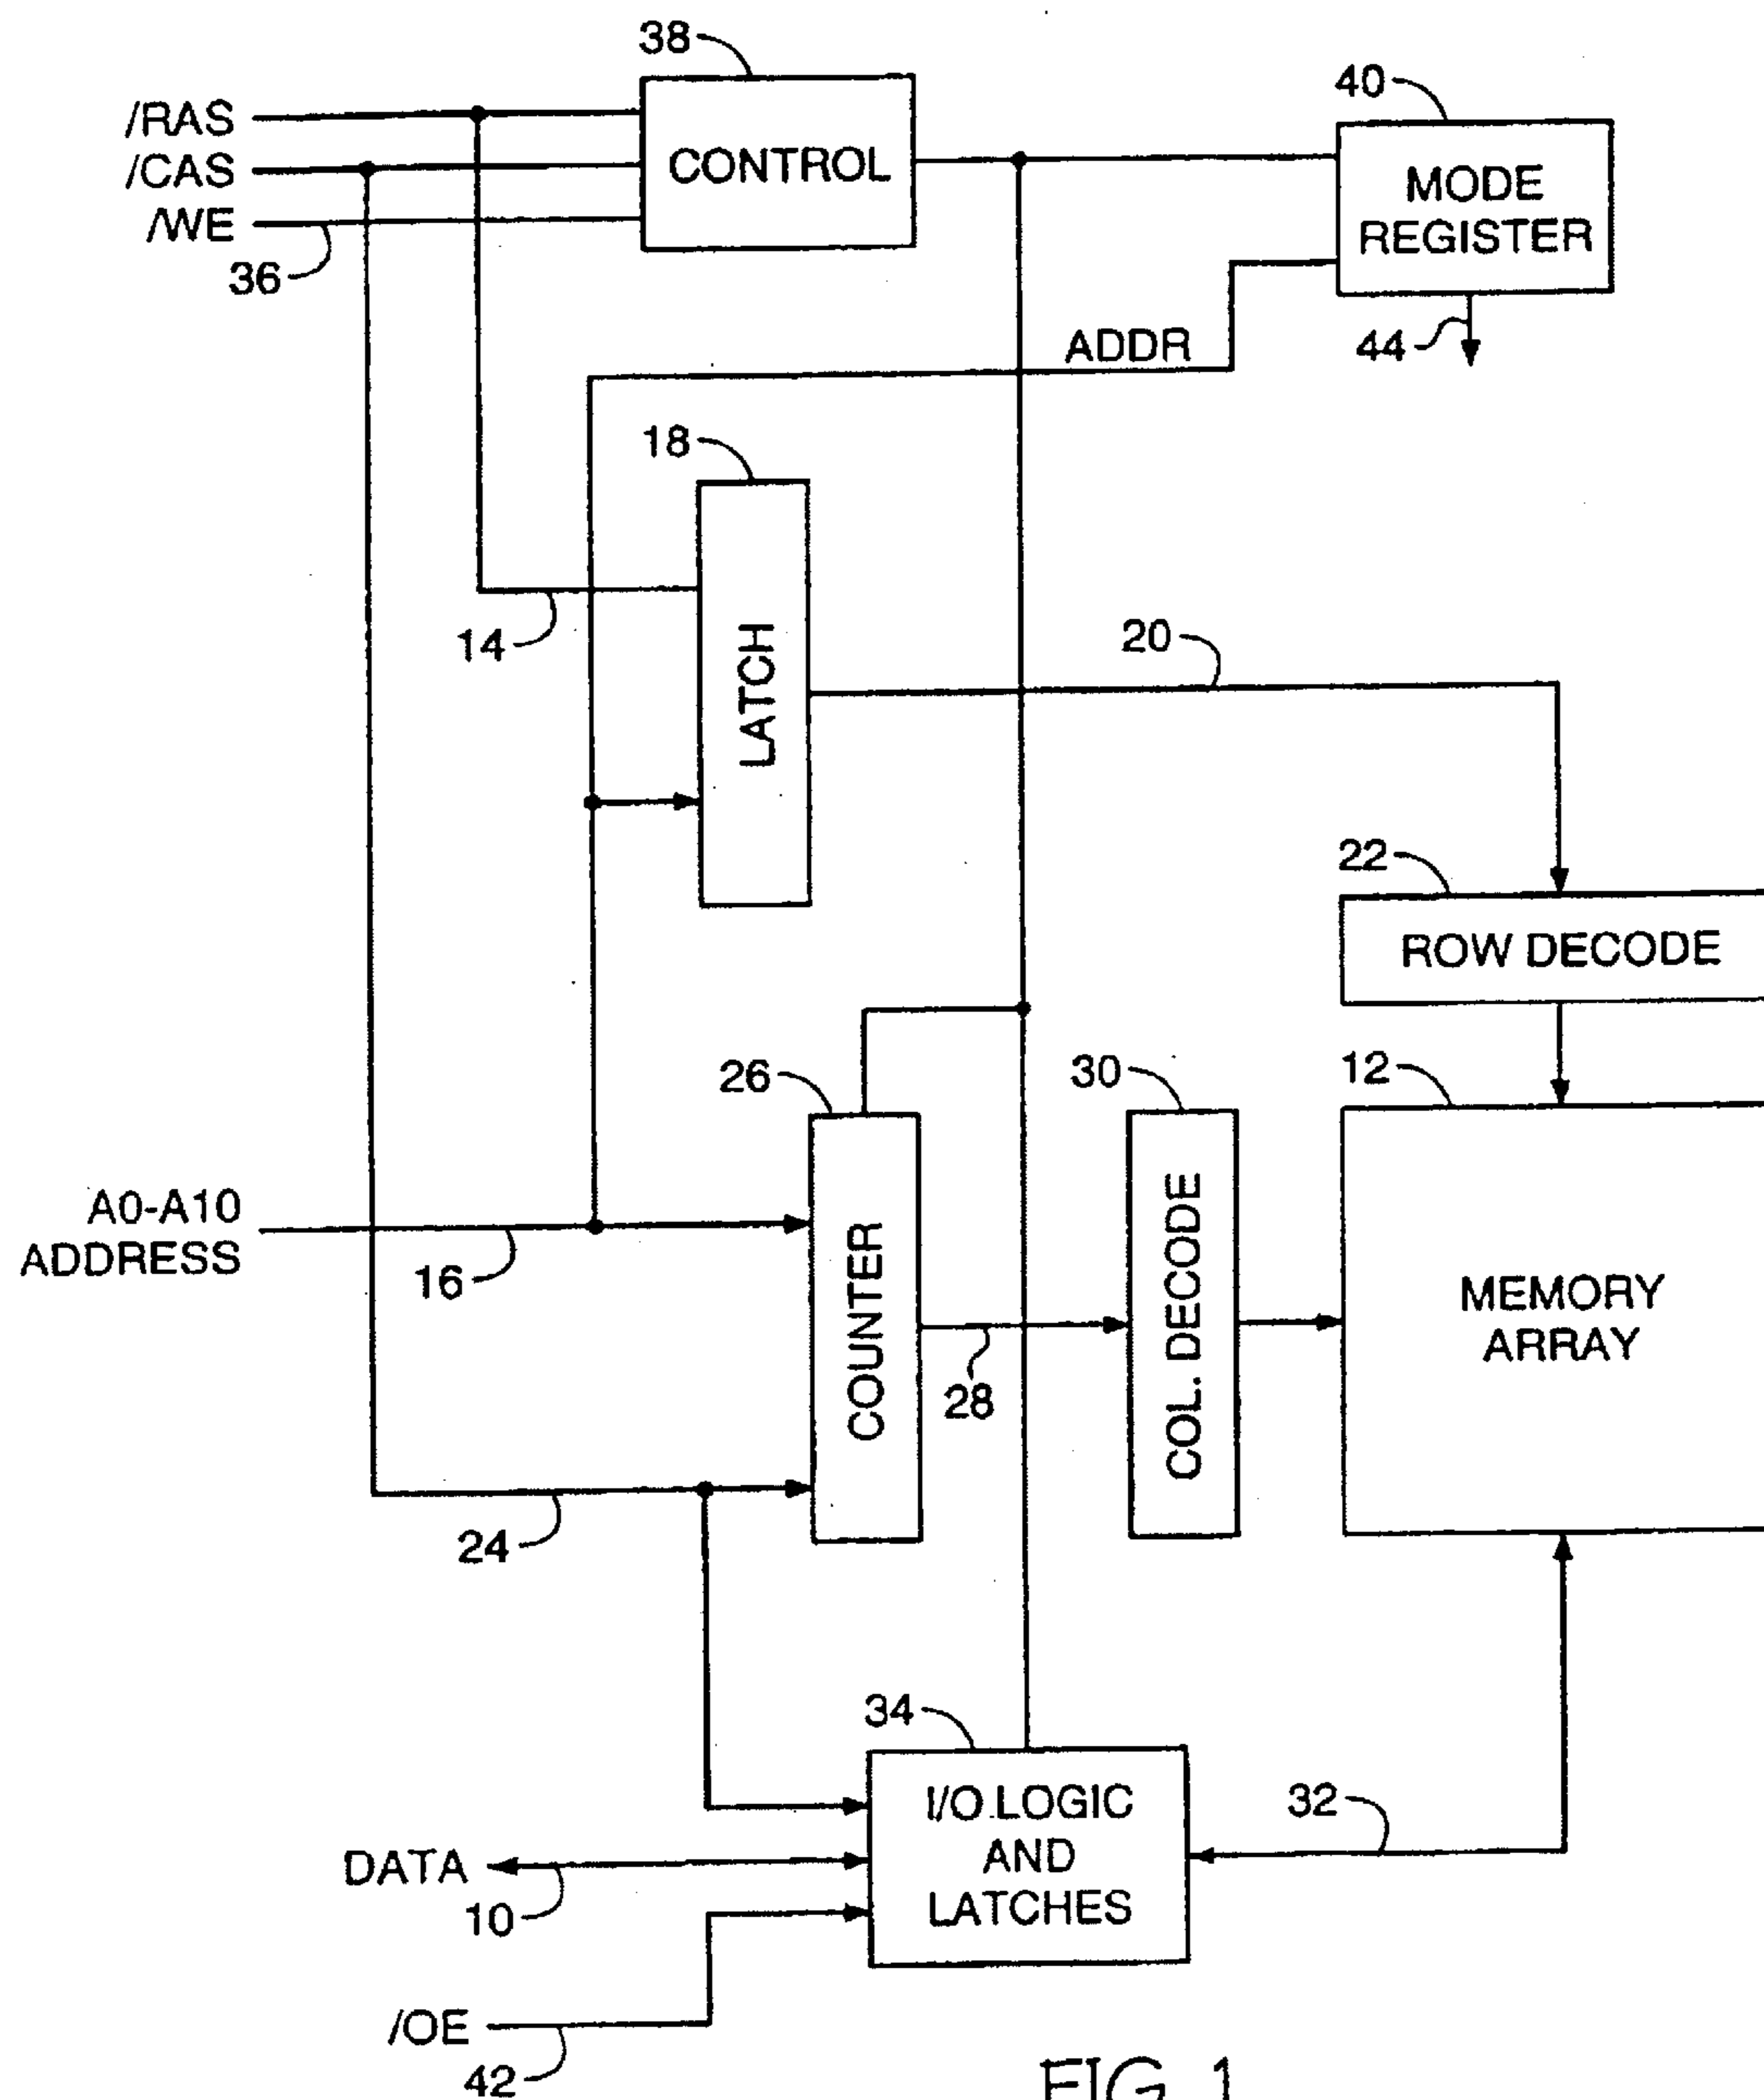 38
40
/RAS
/CAS
/WE
36
CONTROL
MODE
REGISTER
44
ADDR
18
14
LATCH
20
22
ROW DECODE
26
30
12
A0-A10
ADDRESS
16
COUNTER
28
COL. DECODE
MEMORY
ARRAY
24
34
I/O LOGIC
AND
LATCHES
32
DATA
10
/OE
42
FIG. 1